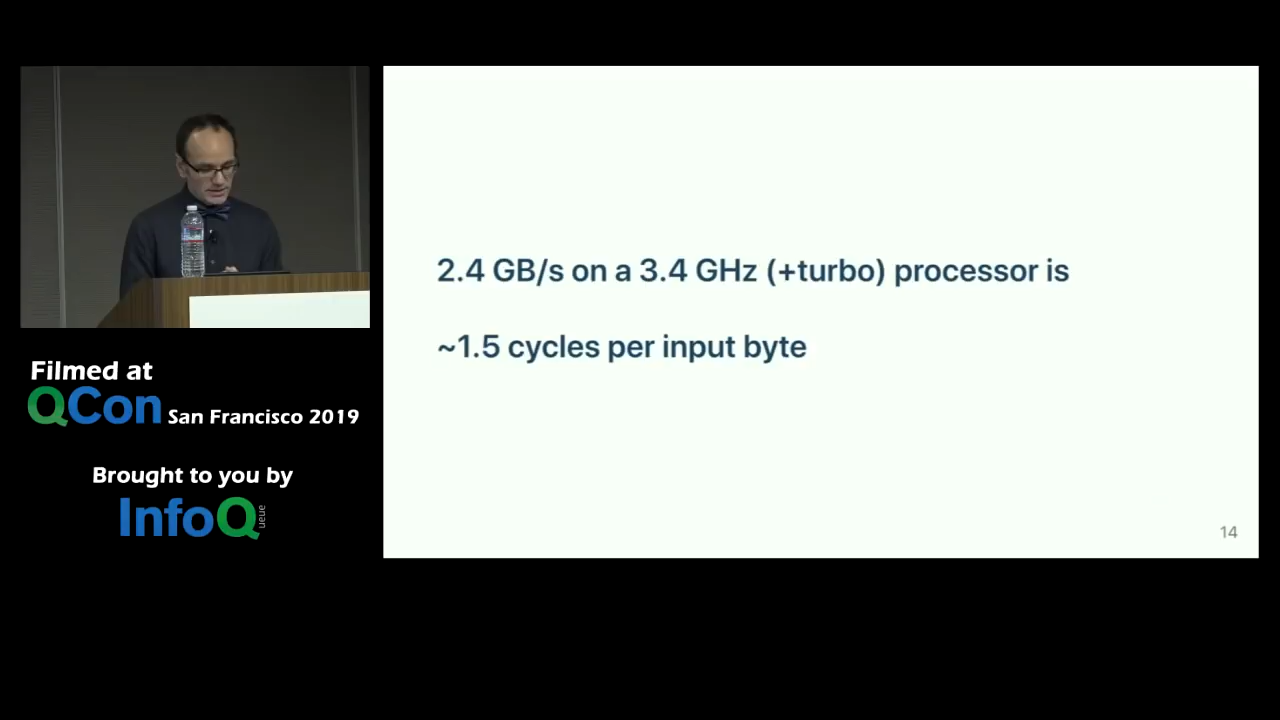 2.4 GB/s on a 3.4 GHz (+turbo) processor is
~1.5 cycles per input byte
14
Filmed at
QCon San Francisco 2019
Brought to you by
InfoQ
ueue